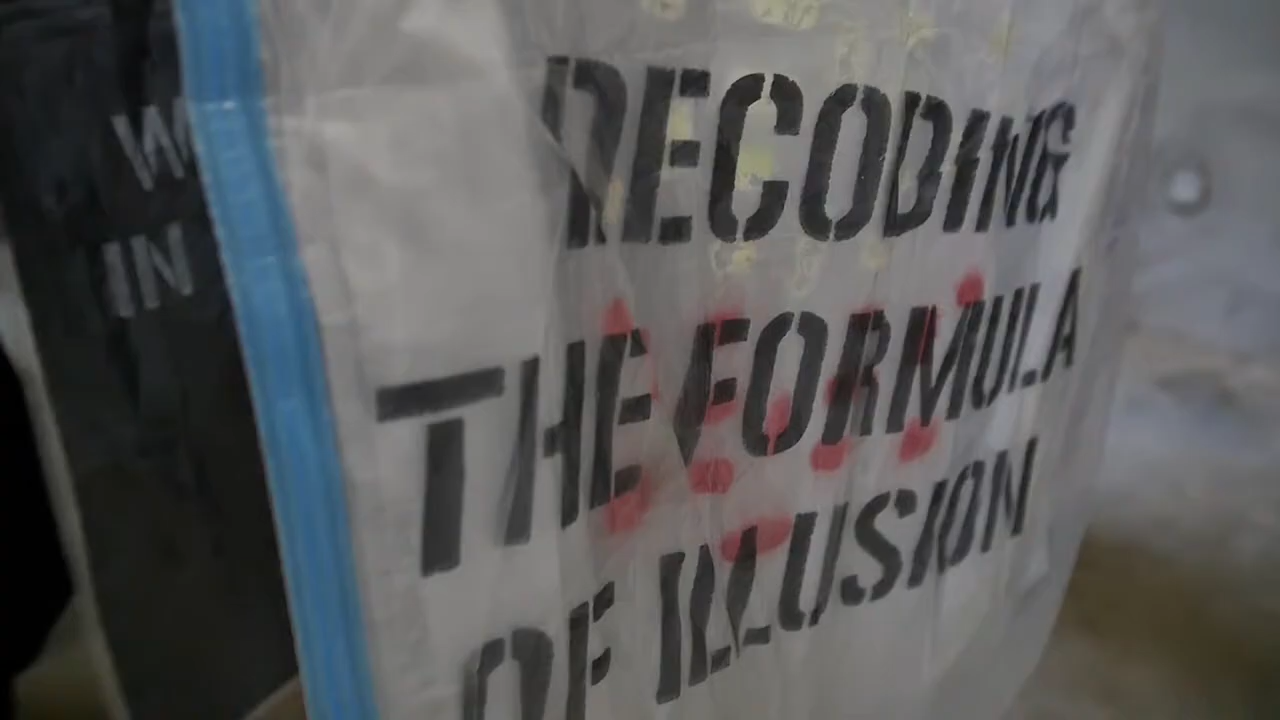 DECODING
THE FORMULA
OF ILLUSION
IN